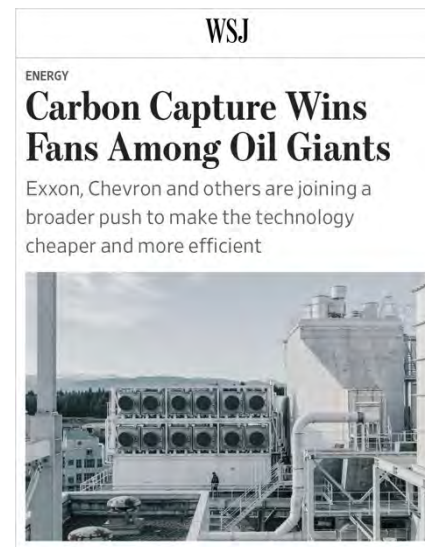 WSJ
ENERGY
Carbon Capture Wins
Fans Among Oil Giants
Exxon, Chevron and others are joining a
broader push to make the technology
cheaper and more efficient